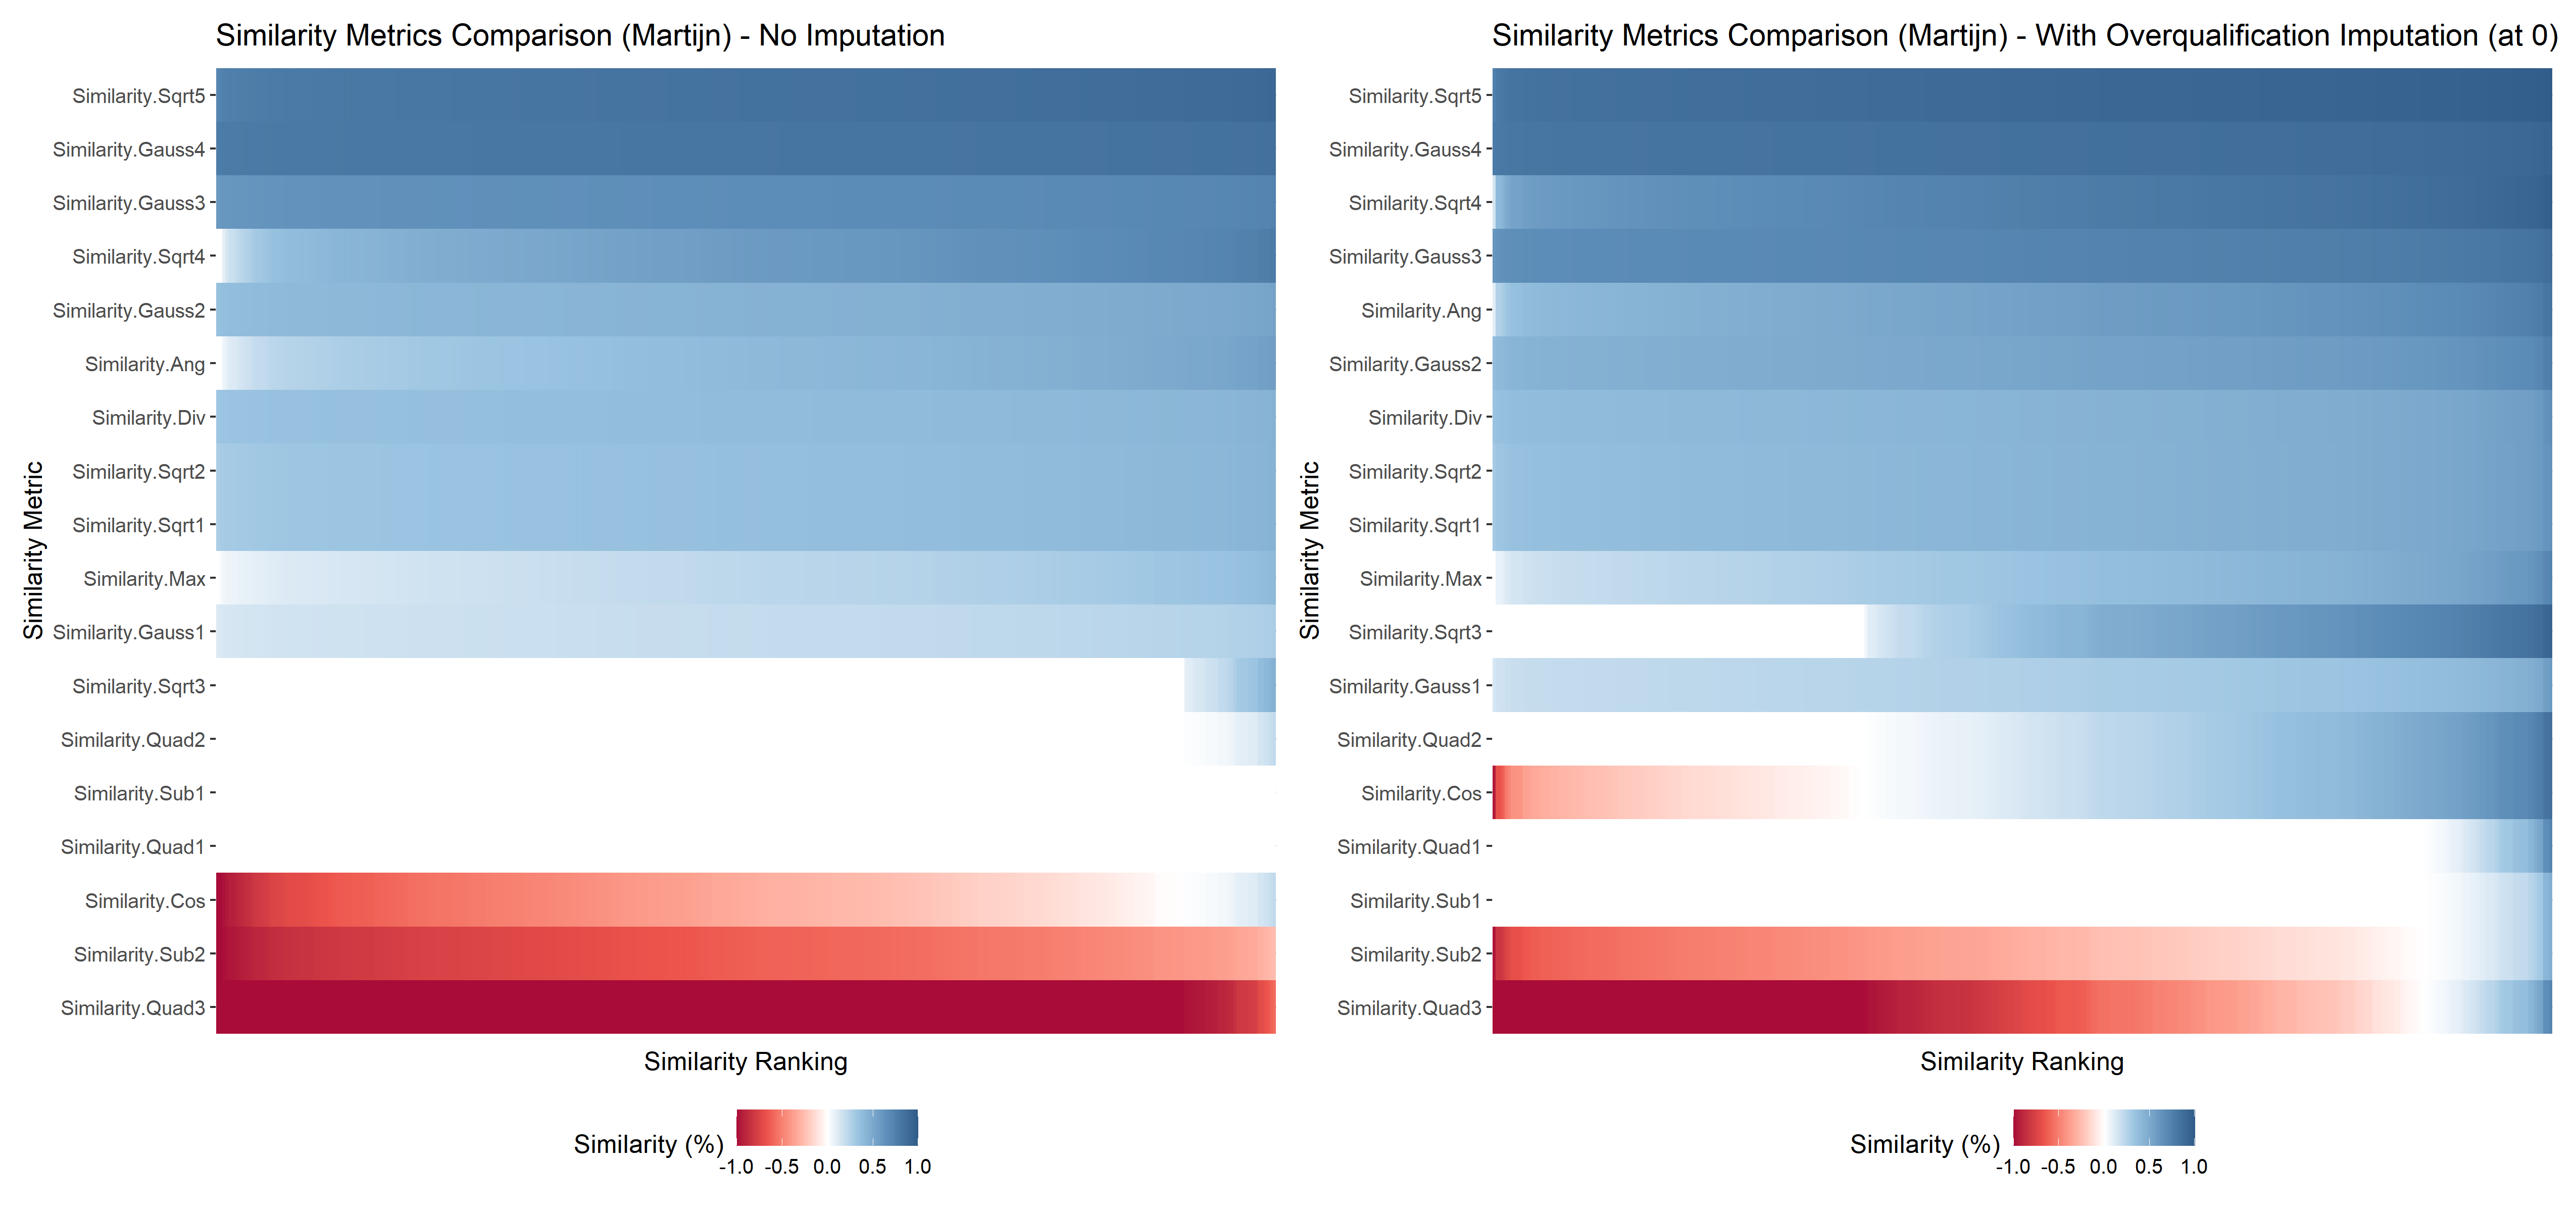 Similarity Metrics Comparison (Martijn) - No Imputation
Similarity Metric
Similarity.Sqrt5
Similarity.Gauss4
Similarity.Gauss3
Similarity.Sqrt4
Similarity.Gauss2
Similarity.Ang
Similarity.Div
Similarity.Sqrt2
Similarity.Sqrt1
Similarity.Max
Similarity.Gauss1
Similarity.Sqrt3
Similarity.Quad2
Similarity.Sub1
Similarity.Quad1
Similarity.Cos
Similarity.Sub2
Similarity.Quad3
Similarity Ranking
Similarity (%)
-1.0 -0.5 0.0 0.5 1.0
Similarity Metrics Comparison (Martijn) - With Overqualification Imputation (at 0)
Similarity Metric
Similarity.Sqrt5
Similarity.Gauss4
Similarity.Sqrt4
Similarity.Gauss3
Similarity.Ang
Similarity.Gauss2
Similarity.Div
Similarity.Sqrt2
Similarity.Sqrt1
Similarity.Max
Similarity.Sqrt3
Similarity.Gauss1
Similarity.Quad2
Similarity.Cos
Similarity.Quad1
Similarity.Sub1
Similarity.Sub2
Similarity.Quad3
Similarity Ranking
Similarity (%)
-1.0 -0.5 0.0 0.5 1.0